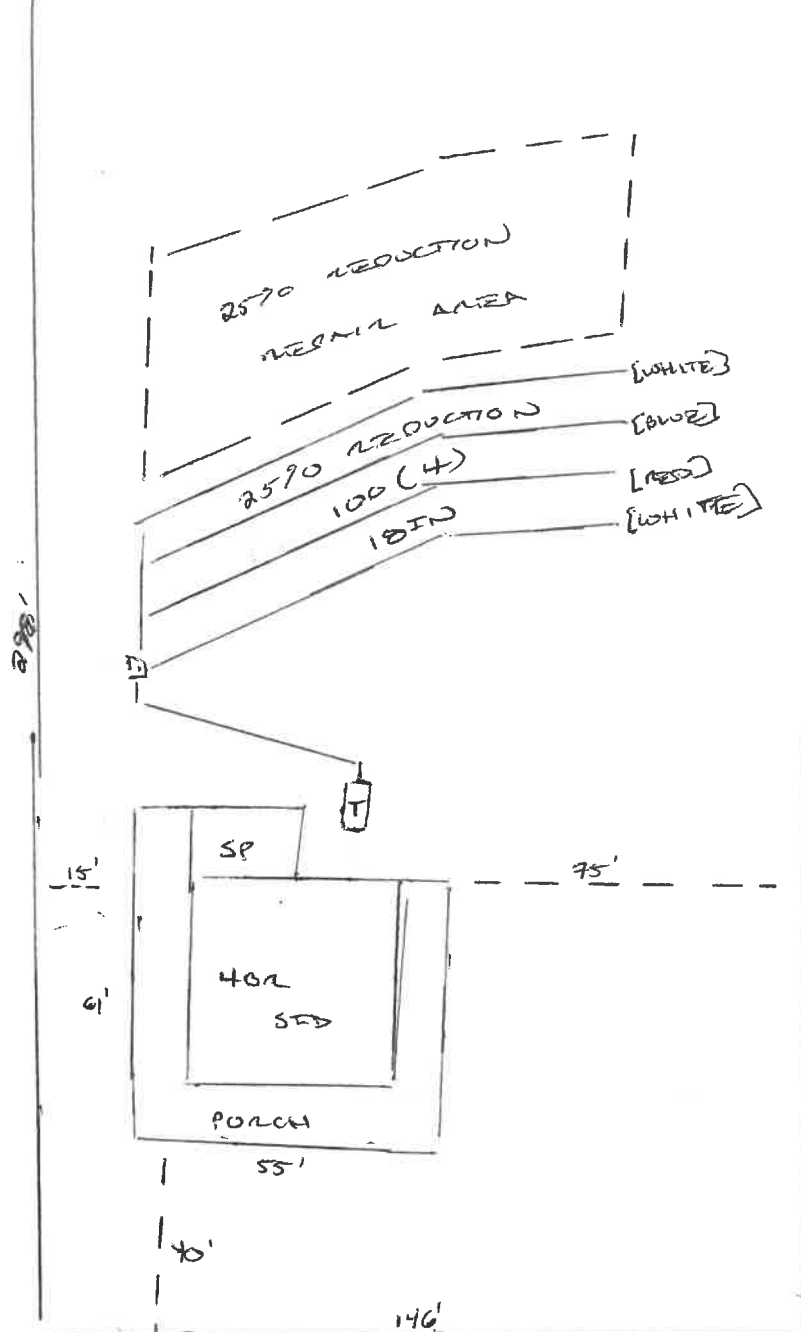 25% REDUCTION
REPAIR AREA
[WHITE]
25% REDUCTION
[BLUE]
100 (4)
[RED]
18IN
[WHITE]
298'
T
SP
15'
75'
61'
4BR
SFD
PORCH
55'
40'
146'